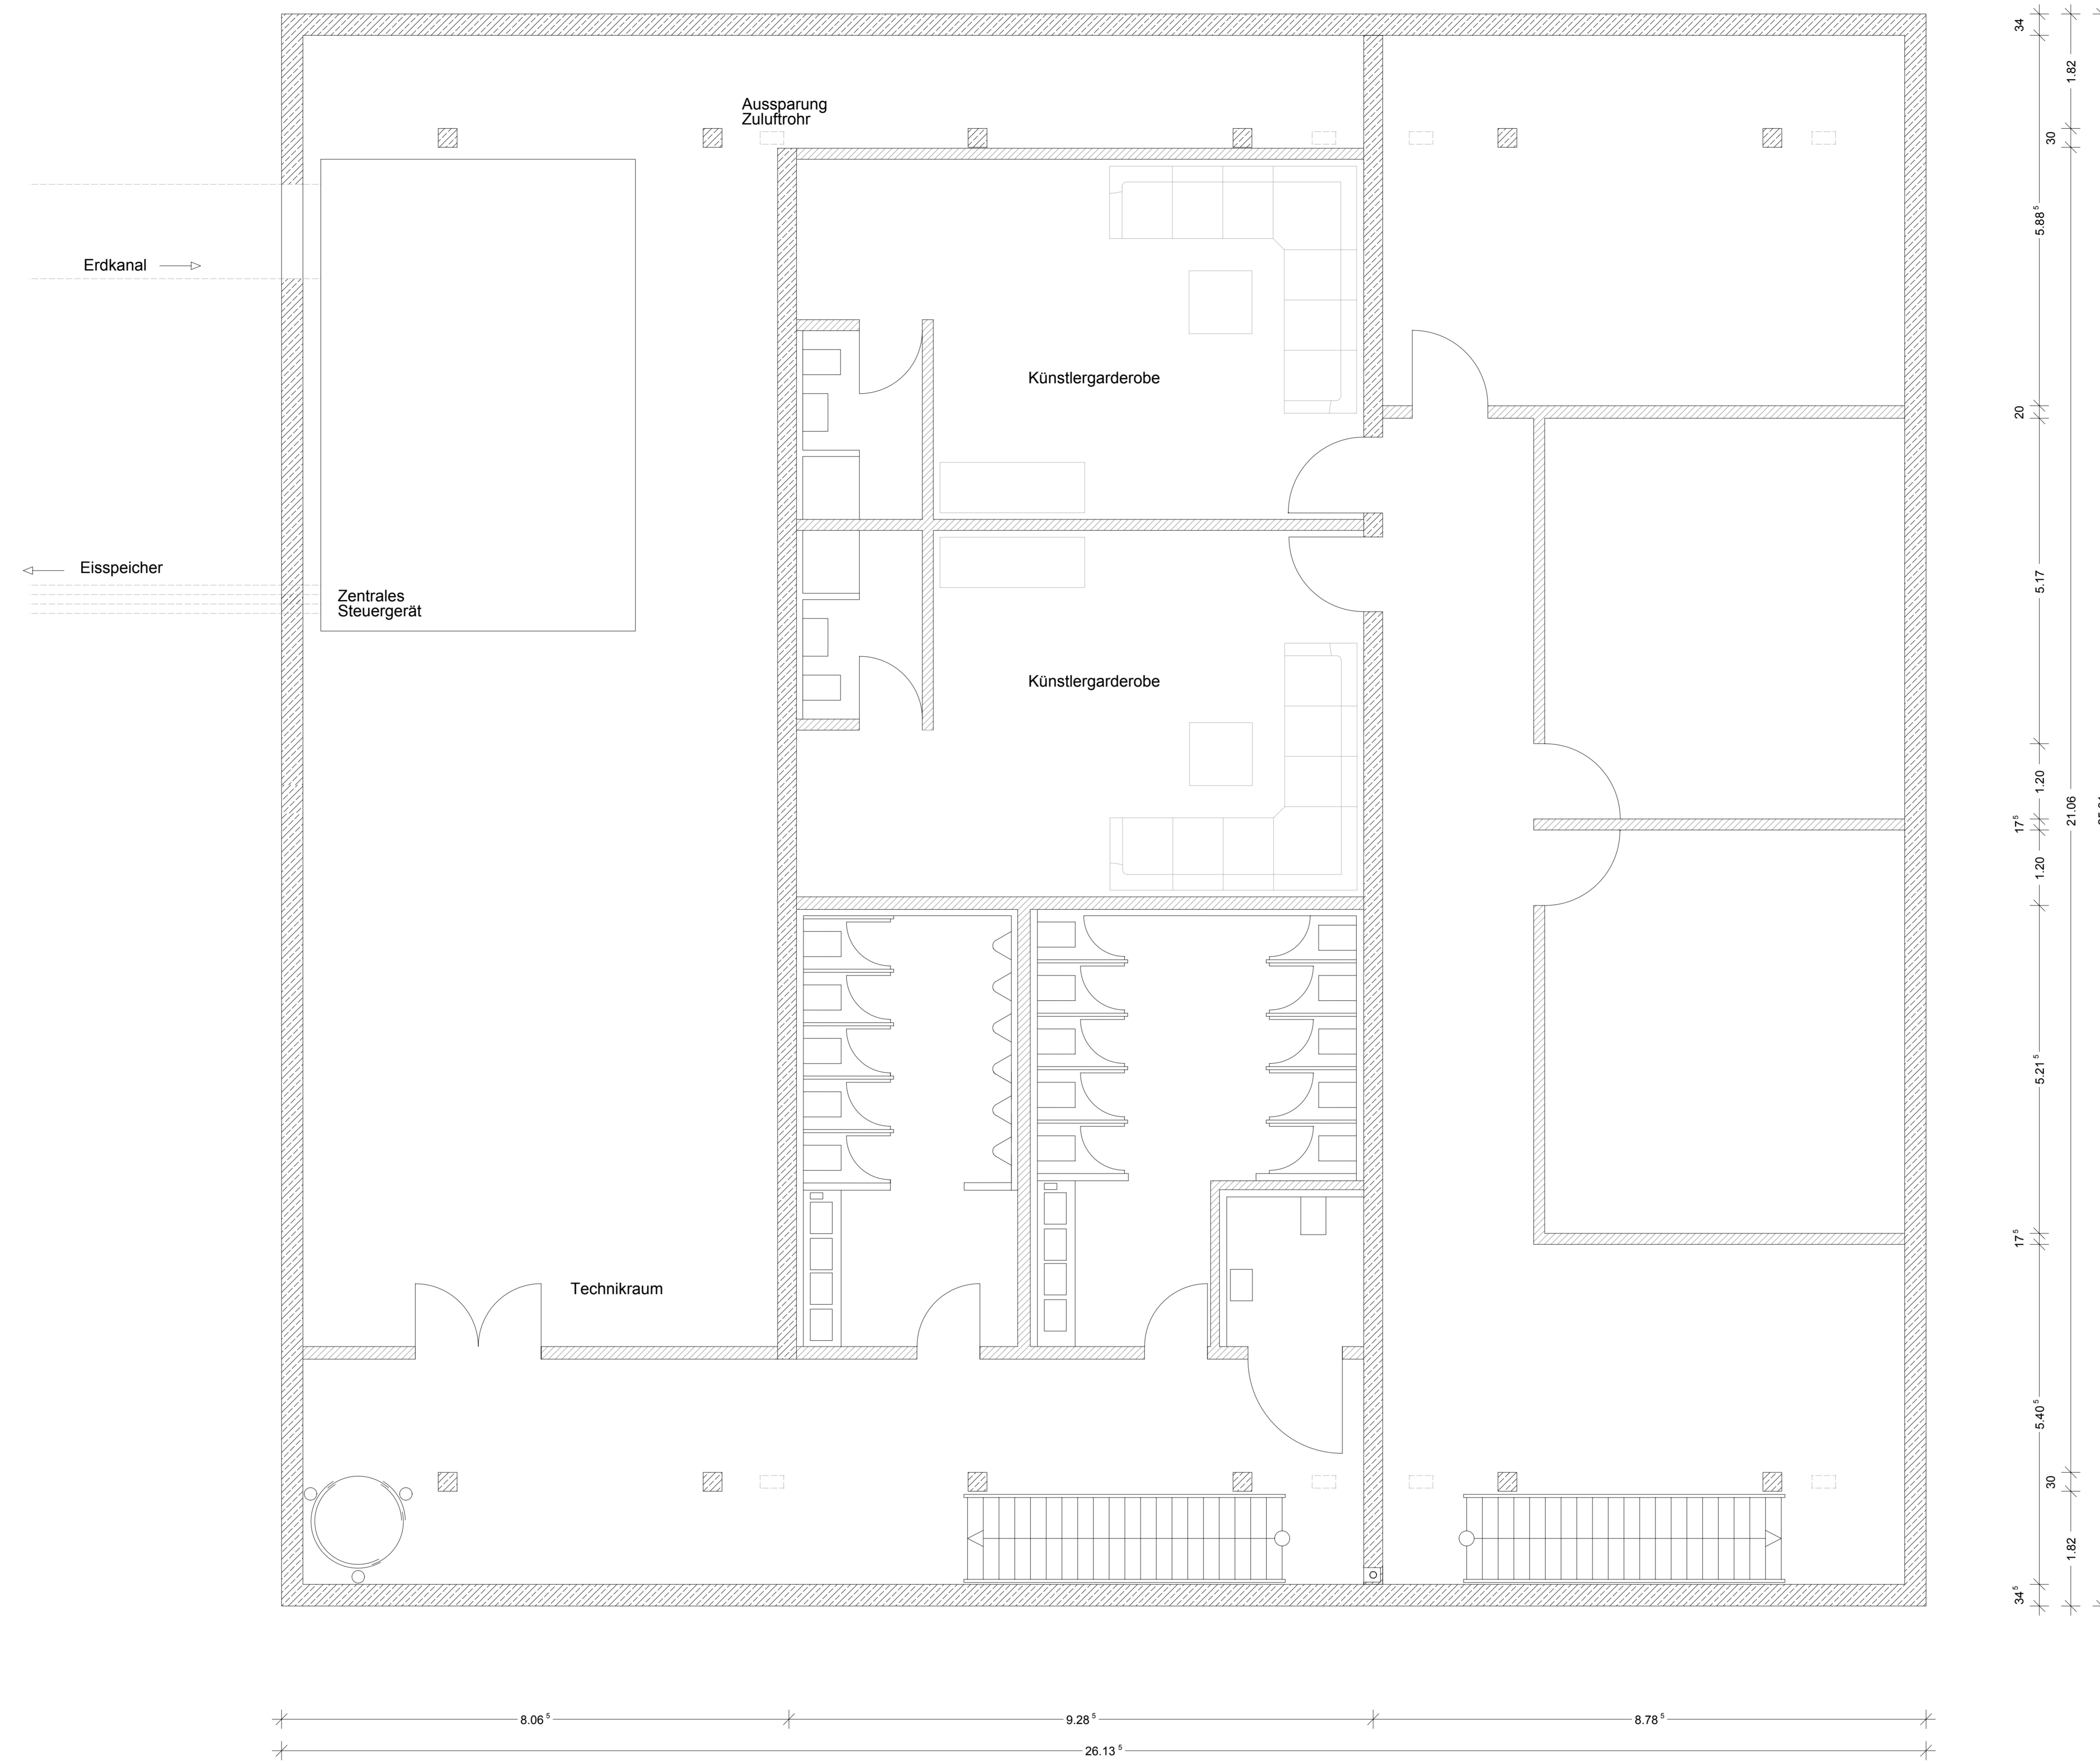 Aussparung
Zuluftrohr
Erdkanal
Künstlergarderobe
Eisspeicher
Zentrales
Steuergerät
Künstlergarderobe
Technikraum
34
1.82
30
5.88⁵
20
5.17
1.20
17⁵
21.06
1.20
5.21⁵
17⁵
5.40⁵
30
1.82
34⁵
8.06⁵
9.28⁵
8.78⁵
26.13⁵